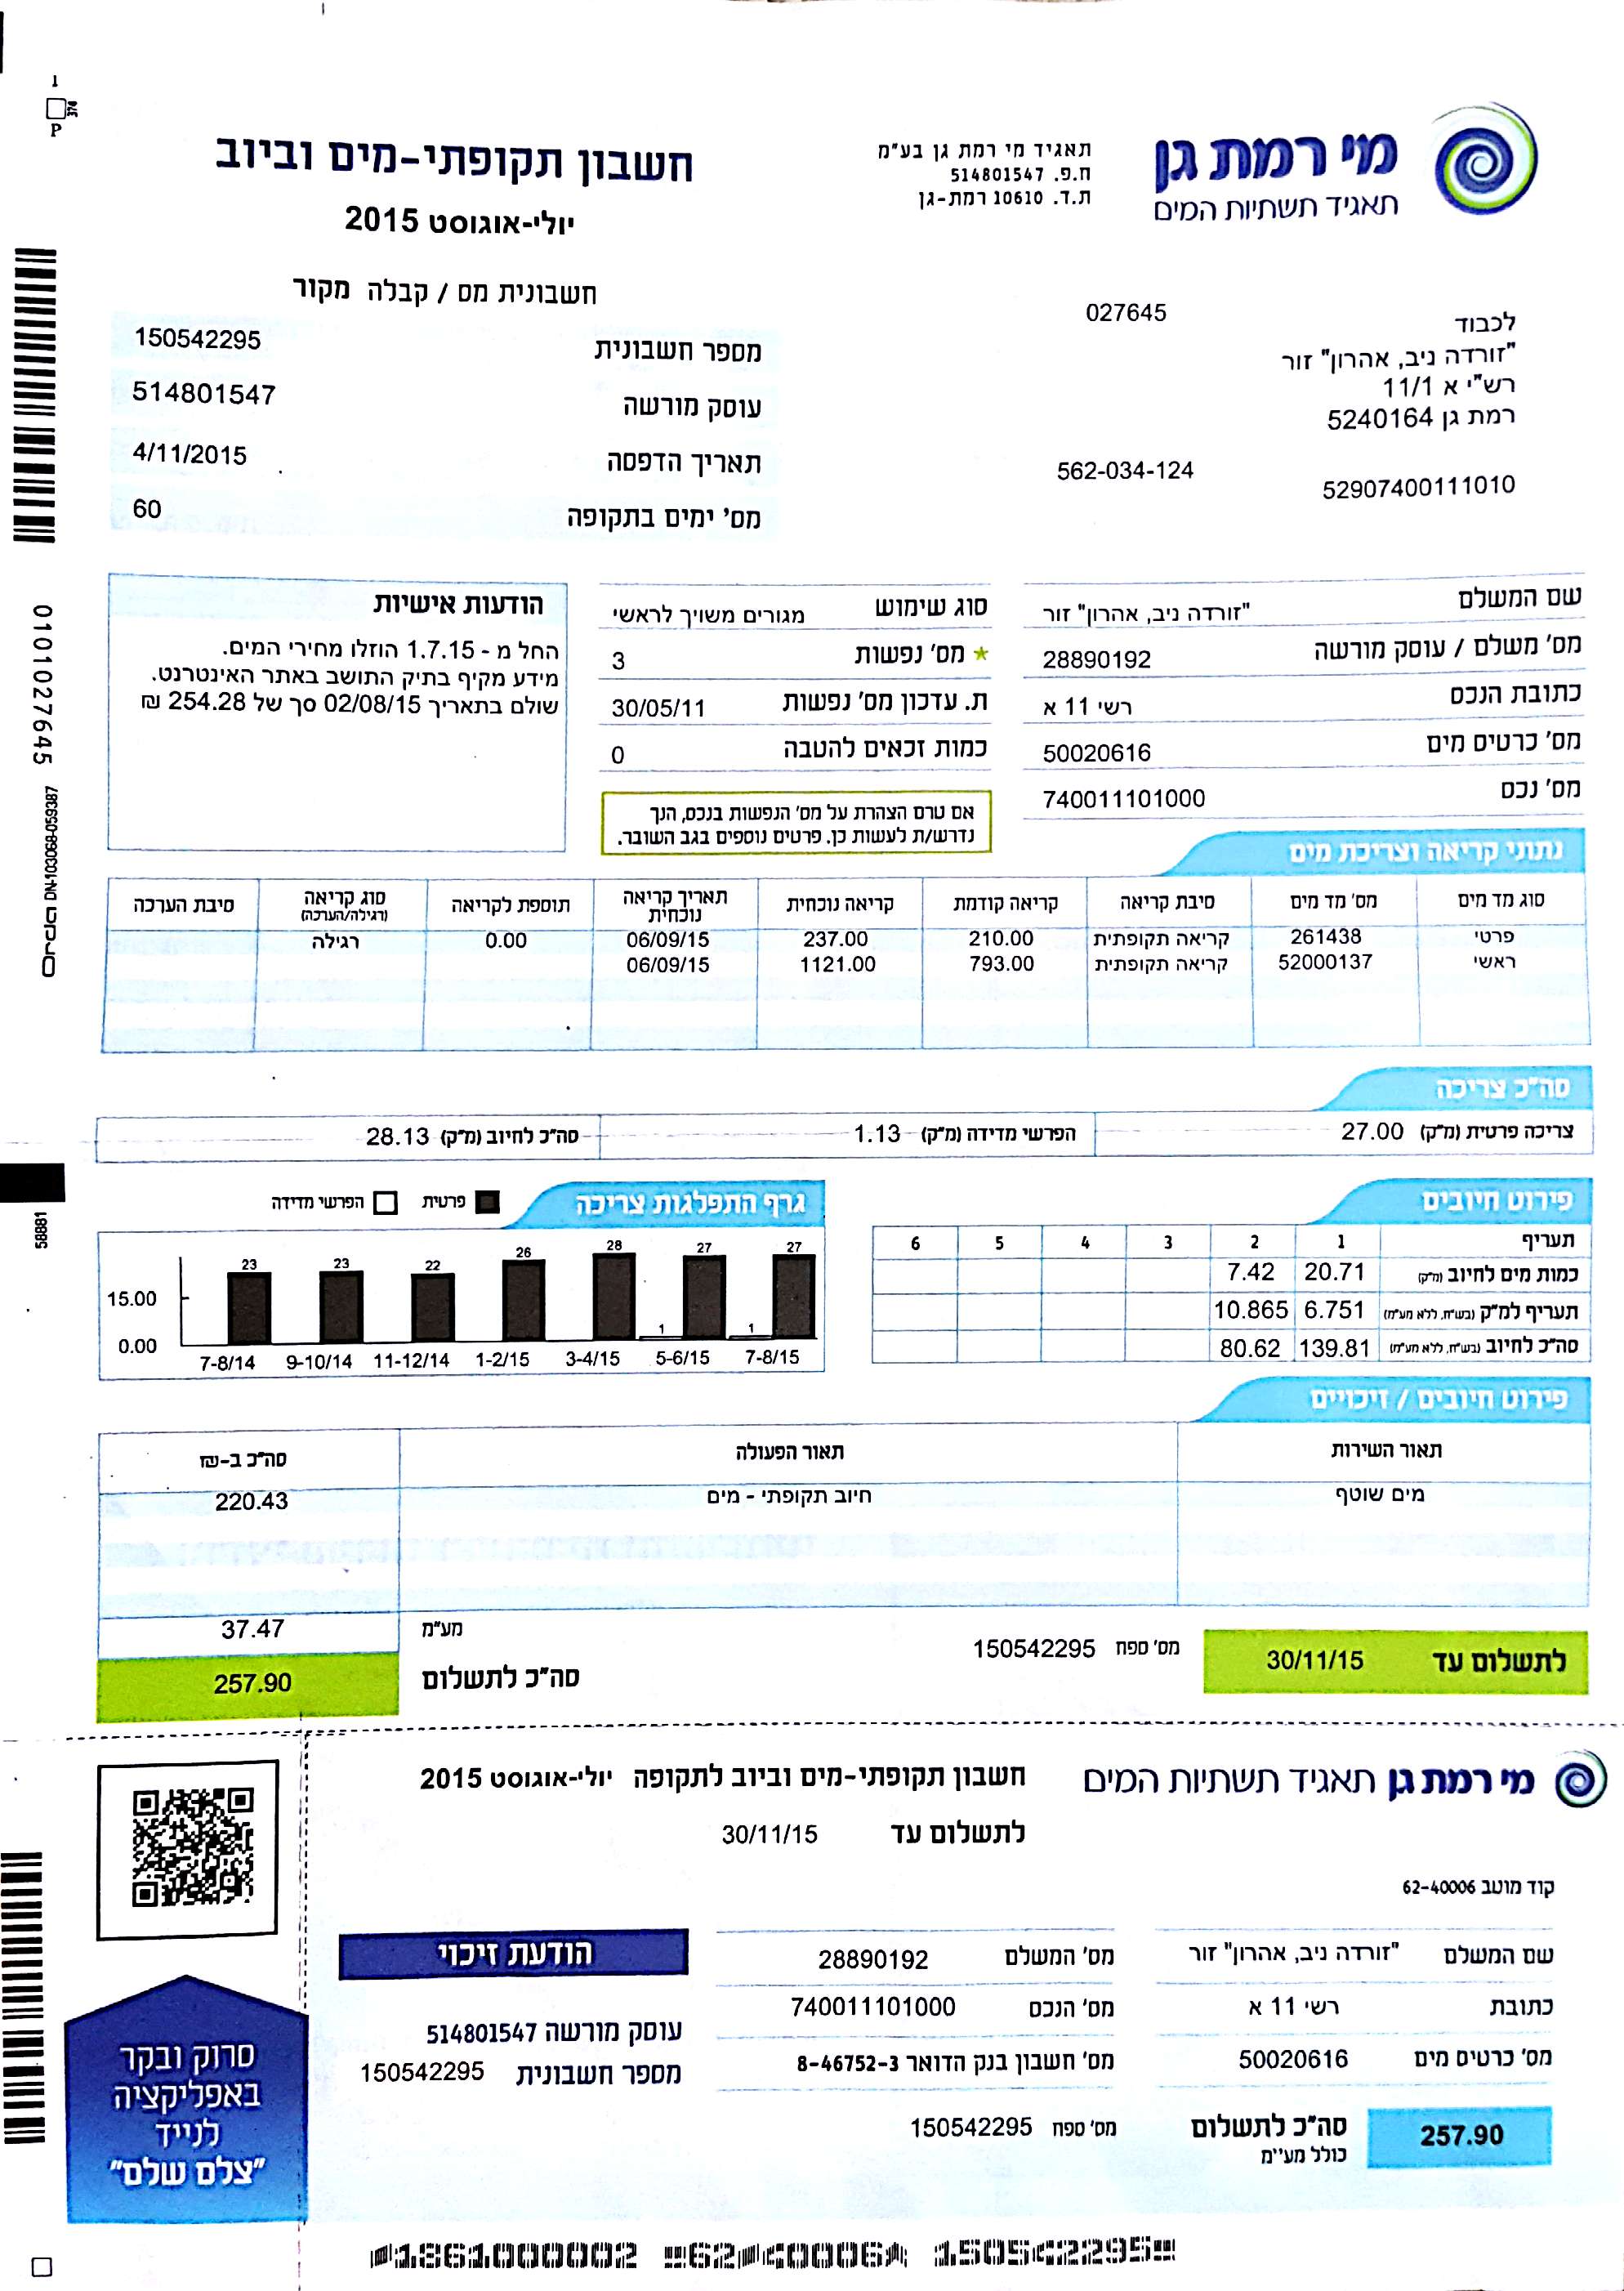 מי רמת גן
תאגיד תשתיות המים
תאגיד מי רמת גן בע"מ
ח.פ. 514801547
ת.ד. 10610 רמת-גן
חשבון תקופתי-מים וביוב
יולי-אוגוסט 2015
חשבונית מס / קבלה מקור
מספר חשבונית 150542295
עוסק מורשה 514801547
תאריך הדפסה 4/11/2015
מס' ימים בתקופה 60
לכבוד 027645
"זורדה ניב, אהרון" זור
רש"י א 11/1
רמת גן 5240164
52907400111010 562-034-124
שם המשלם "זורדה ניב, אהרון" זור
מס' משלם / עוסק מורשה 28890192
כתובת הנכס רשי 11 א
מס' כרטיס מים 50020616
מס' נכס 740011101000
סוג שימוש מגורים משויך לראשי
* מס' נפשות 3
ת. עדכון מס' נפשות 30/05/11
כמות זכאים להטבה 0
אם טרם הצהרת על מס' הנפשות בנכס, הנך
נדרש/ת לעשות כן. פרטים נוספים בגב השובר.
הודעות אישיות
החל מ - 1.7.15 הוזלו מחירי המים.
מידע מקיף בתיק התושב באתר האינטרנט.
שולם בתאריך 02/08/15 סך של 254.28 ₪
נתוני קריאה וצריכת מים
סוג מד מים מס' מד מים סיבת קריאה קריאה קודמת קריאה נוכחית תאריך קריאה נוכחית תוספת לקריאה סוג קריאה (רגילה/הערכה) סיבת הערכה
פרטי 261438 קריאה תקופתית 210.00 237.00 06/09/15 0.00 רגילה
ראשי 52000137 קריאה תקופתית 793.00 1121.00 06/09/15
סה"כ צריכה
צריכה פרטית (מ"ק) 27.00 הפרשי מדידה (מ"ק) 1.13 סה"כ לחיוב (מ"ק) 28.13
פירוט חיובים
תעריף 1 2 3 4 5 6
כמות מים לחיוב (מ"ק) 20.71 7.42
תעריף למ"ק (בש"ח, ללא מע"מ) 6.751 10.865
סה"כ לחיוב (בש"ח, ללא מע"מ) 139.81 80.62
גרף התפלגות צריכה
פרטית הפרשי מדידה
23 23 22 26 28 27 27
15.00
1 1
0.00
7-8/14 9-10/14 11-12/14 1-2/15 3-4/15 5-6/15 7-8/15
פירוט חיובים / זיכויים
תאור השירות תאור הפעולה סה"כ ב-₪
מים שוטף חיוב תקופתי - מים 220.43
מע"מ 37.47
לתשלום עד 30/11/15 מס' ספח 150542295 סה"כ לתשלום 257.90
מי רמת גן תאגיד תשתיות המים
חשבון תקופתי-מים וביוב לתקופה יולי-אוגוסט 2015
לתשלום עד 30/11/15
קוד מוטב 62-40006
שם המשלם "זורדה ניב, אהרון" זור
כתובת רשי 11 א
מס' כרטיס מים 50020616
מס' המשלם 28890192
מס' הנכס 740011101000
מס' חשבון בנק הדואר 8-46752-3
הודעת זיכוי
עוסק מורשה 514801547
מספר חשבונית 150542295
סה"כ לתשלום 257.90
כולל מע"מ
מס' ספח 150542295
סרוק ובקר
באפליקציה
לנייד
"צלם שלם"
0101027645
DN-103068-059387
58881
1
P
374